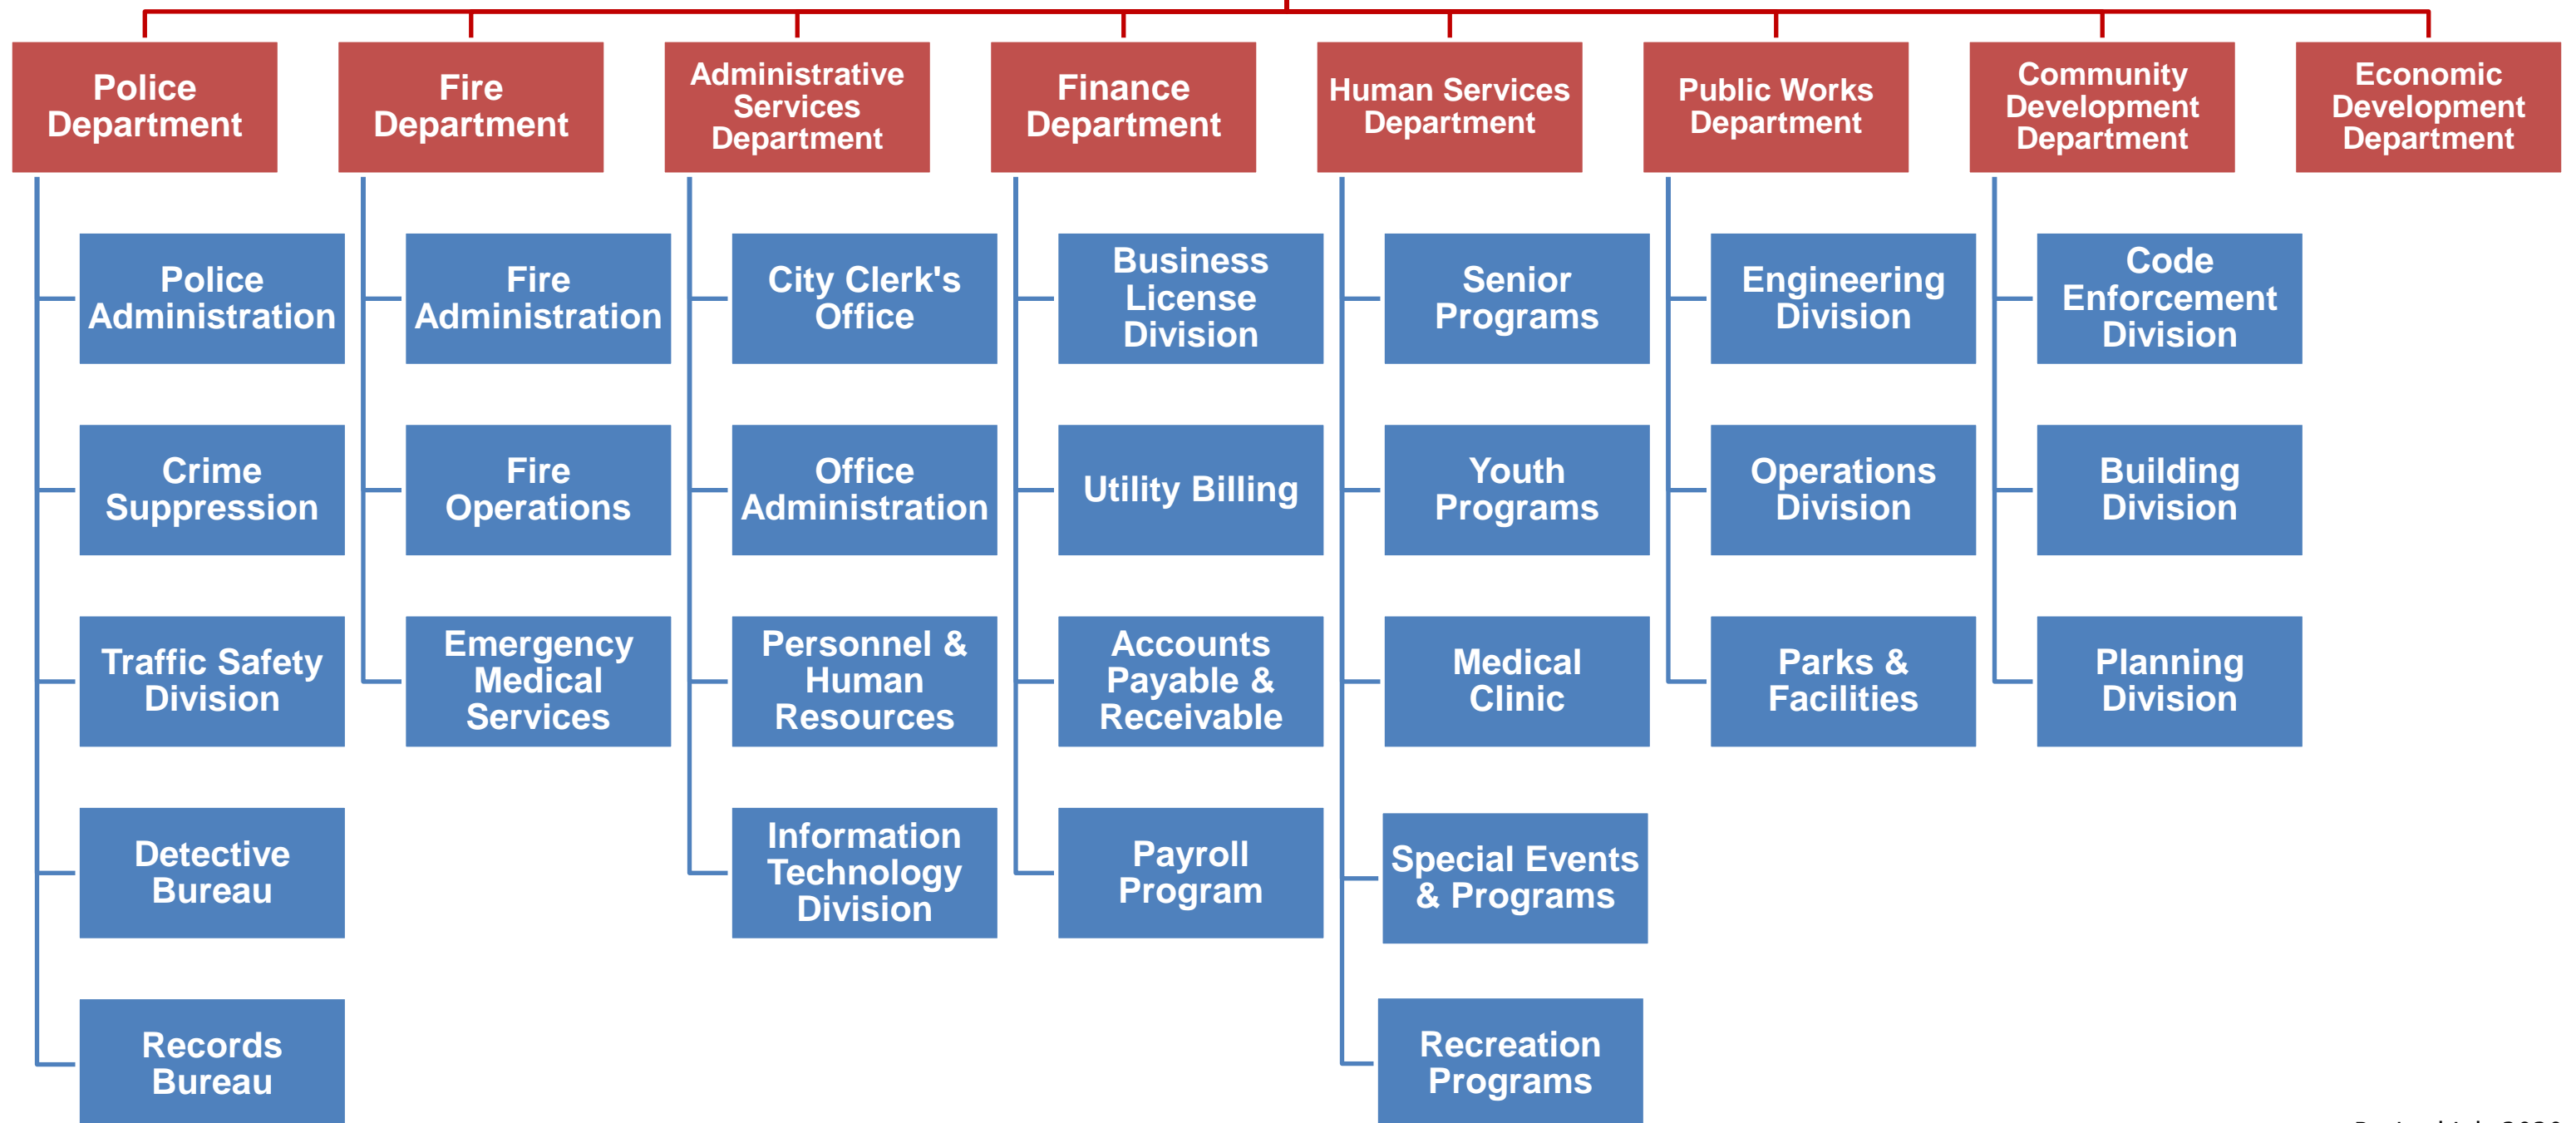 Police
Department
Fire
Department
Administrative
Services
Department
Finance
Department
Human Services
Department
Public Works
Department
Community
Development
Department
Economic
Development
Department
Police
Administration
Crime
Suppression
Traffic Safety
Division
Detective
Bureau
Records
Bureau
Fire
Administration
Fire
Operations
Emergency
Medical
Services
City Clerk's
Office
Office
Administration
Personnel &
Human
Resources
Information
Technology
Division
Business
License
Division
Utility Billing
Accounts
Payable &
Receivable
Payroll
Program
Senior
Programs
Youth
Programs
Medical
Clinic
Special Events
& Programs
Recreation
Programs
Engineering
Division
Operations
Division
Parks &
Facilities
Code
Enforcement
Division
Building
Division
Planning
Division